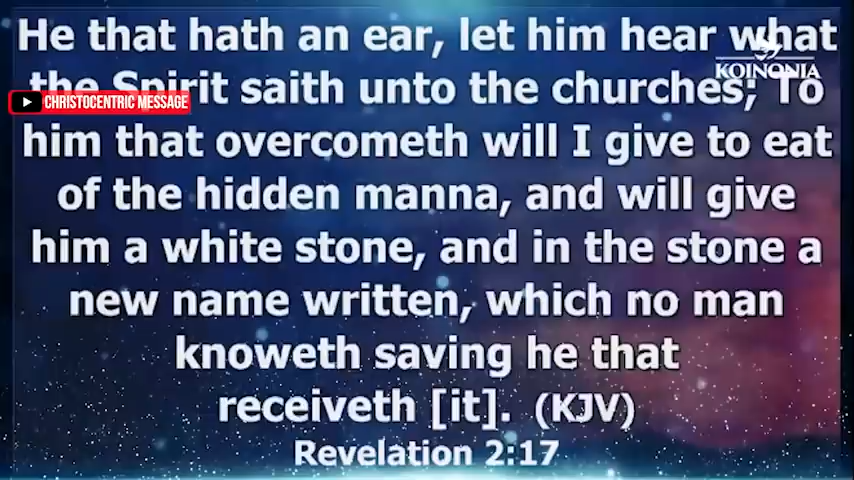 He that hath an ear, let him hear what
KOINONIA
the Spirit saith unto the churches; To
CHRISTOCENTRIC MESSAGE
him that overcometh will I give to eat
of the hidden manna, and will give
him a white stone, and in the stone a
new name written, which no man
knoweth saving he that
receiveth [it]. (KJV)
Revelation 2:17